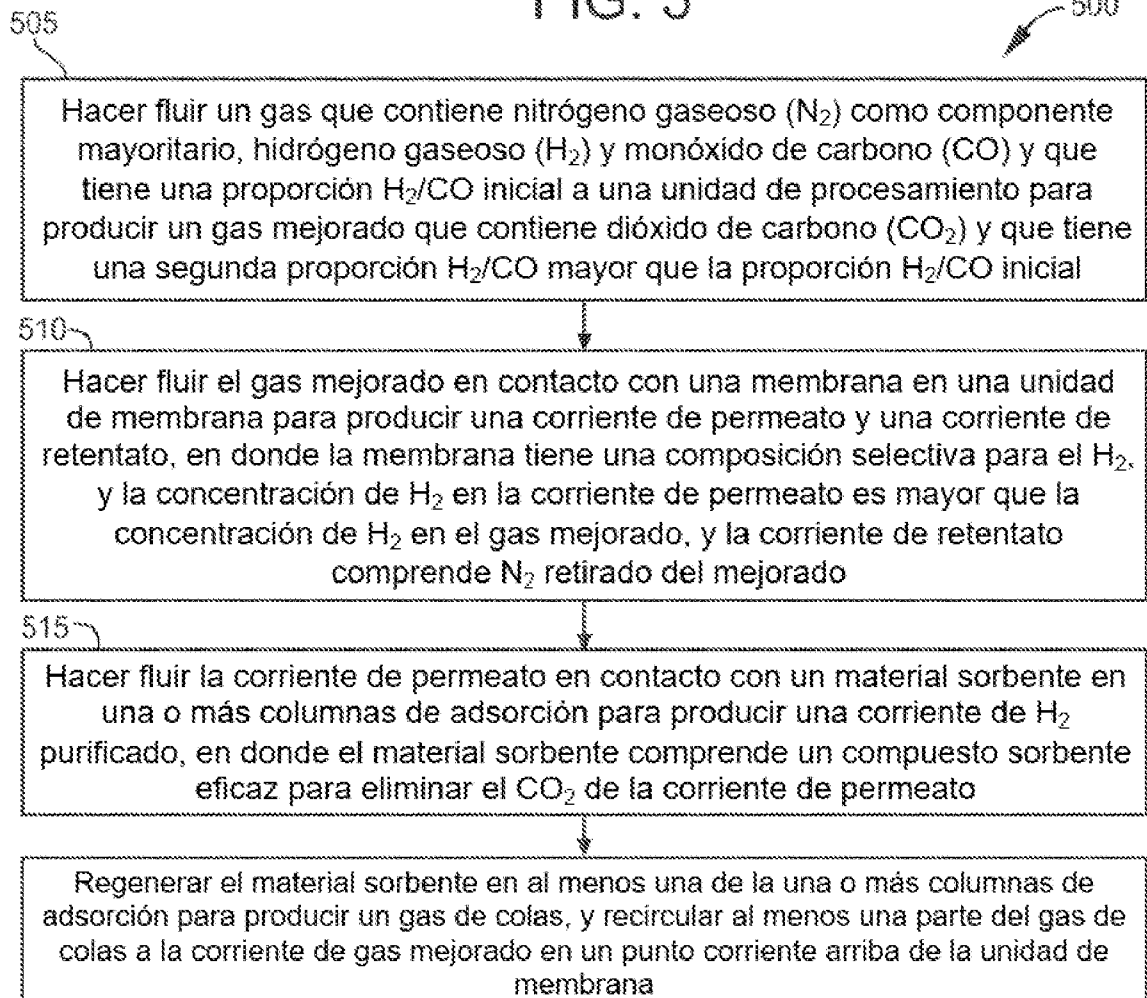 FIG. 5
500
505
Hacer fluir un gas que contiene nitrógeno gaseoso (N₂) como componente
mayoritario, hidrógeno gaseoso (H₂) y monóxido de carbono (CO) y que
tiene una proporción H₂/CO inicial a una unidad de procesamiento para
producir un gas mejorado que contiene dióxido de carbono (CO₂) y que tiene
una segunda proporción H₂/CO mayor que la proporción H₂/CO inicial
510
Hacer fluir el gas mejorado en contacto con una membrana en una unidad
de membrana para producir una corriente de permeato y una corriente de
retentato, en donde la membrana tiene una composición selectiva para el H₂,
y la concentración de H₂ en la corriente de permeato es mayor que la
concentración de H₂ en el gas mejorado, y la corriente de retentato
comprende N₂ retirado del mejorado
515
Hacer fluir la corriente de permeato en contacto con un material sorbente en
una o más columnas de adsorción para producir una corriente de H₂
purificado, en donde el material sorbente comprende un compuesto sorbente
eficaz para eliminar el CO₂ de la corriente de permeato
Regenerar el material sorbente en al menos una de la una o más columnas de
adsorción para producir un gas de colas, y recircular al menos una parte del gas de
colas a la corriente de gas mejorado en un punto corriente arriba de la unidad de
membrana